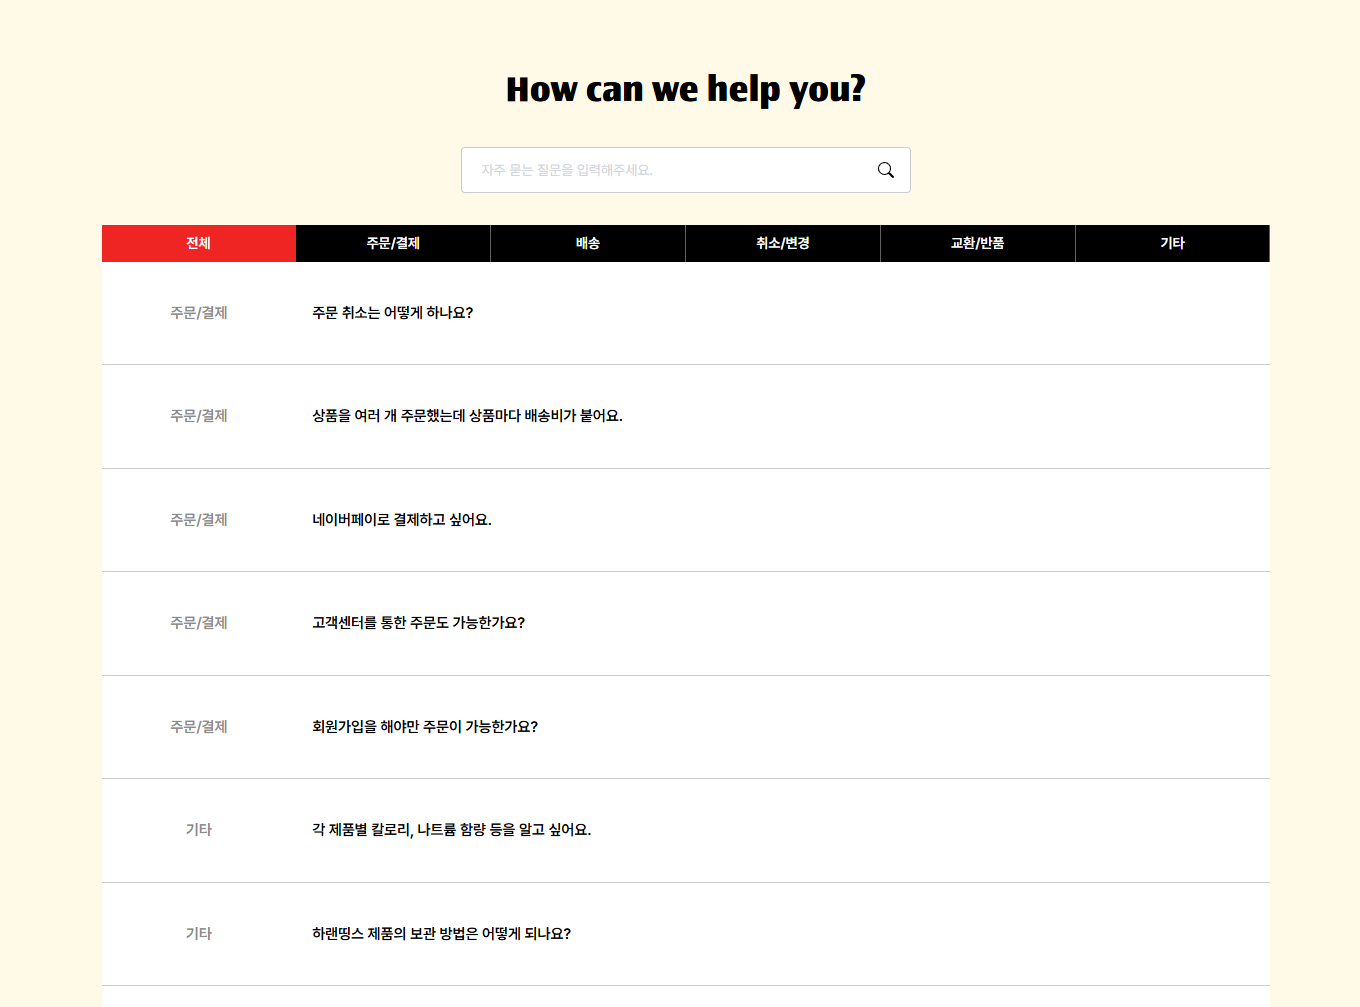 How can we help you?
자주 묻는 질문을 입력해주세요.
전체 주문/결제 배송 취소/변경 교환/반품 기타
주문/결제 주문 취소는 어떻게 하나요?
주문/결제 상품을 여러 개 주문했는데 상품마다 배송비가 붙어요.
주문/결제 네이버페이로 결제하고 싶어요.
주문/결제 고객센터를 통한 주문도 가능한가요?
주문/결제 회원가입을 해야만 주문이 가능한가요?
기타 각 제품별 칼로리, 나트륨 함량 등을 알고 싶어요.
기타 하랜띵스 제품의 보관 방법은 어떻게 되나요?